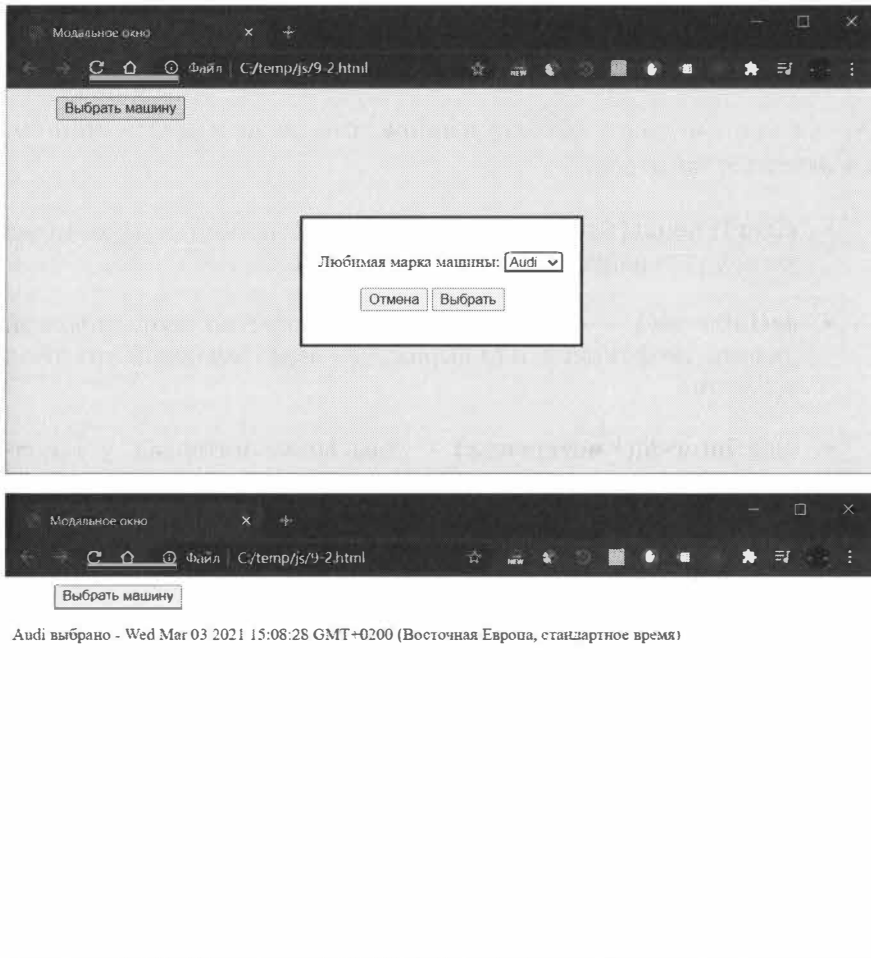 Модальное окно
Файл C:/temp/js/9-2.html
NEW
Выбрать машину
Любимая марка машины: Audi
Отмена Выбрать
Модальное окно
Файл C:/temp/js/9-2.html
NEW
Выбрать машину
Audi выбрано - Wed Mar 03 2021 15:08:28 GMT+0200 (Восточная Европа, стандартное время)